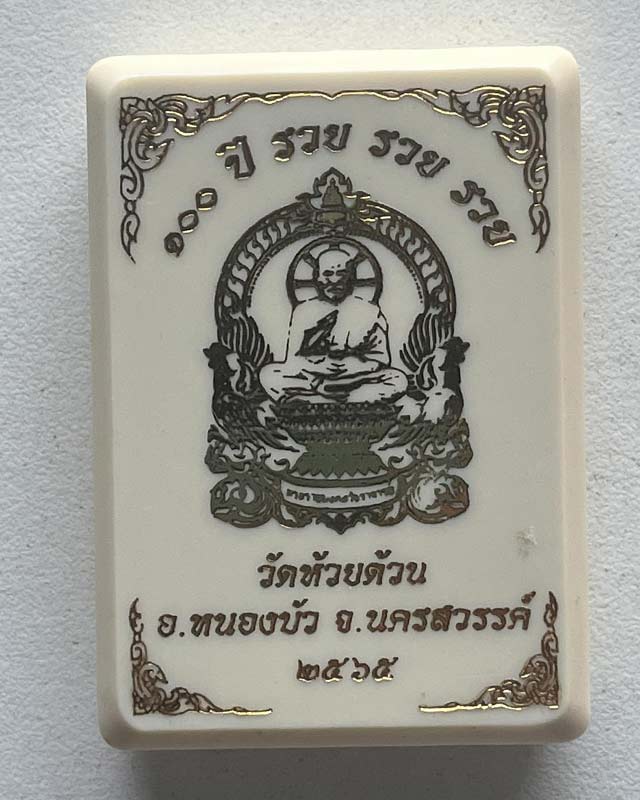 ๑๐๐ ปี รวย รวย รวย
วัดห้วยด้วน
อ.หนองบัว จ.นครสวรรค์
๒๕๖๕